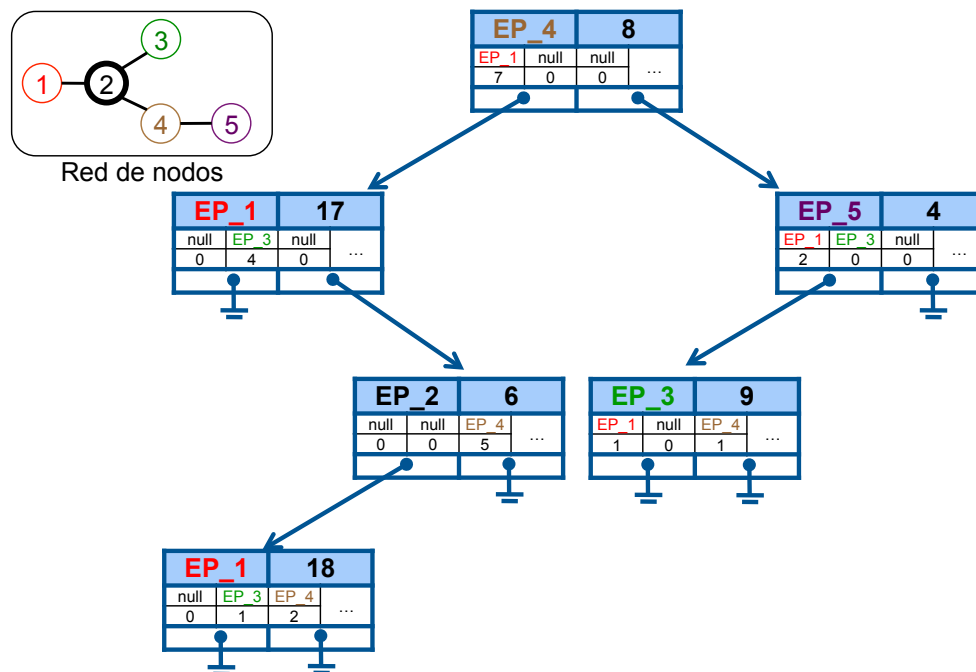 3
1 2
4 5
Red de nodos
EP_4 8
EP_1 null null ...
7 0 0
EP_1 17
null EP_3 null ...
0 4 0
EP_5 4
EP_1 EP_3 null ...
2 0 0
EP_2 6
null null EP_4 ...
0 0 5
EP_3 9
EP_1 null EP_4 ...
1 0 1
EP_1 18
null EP_3 EP_4 ...
0 1 2